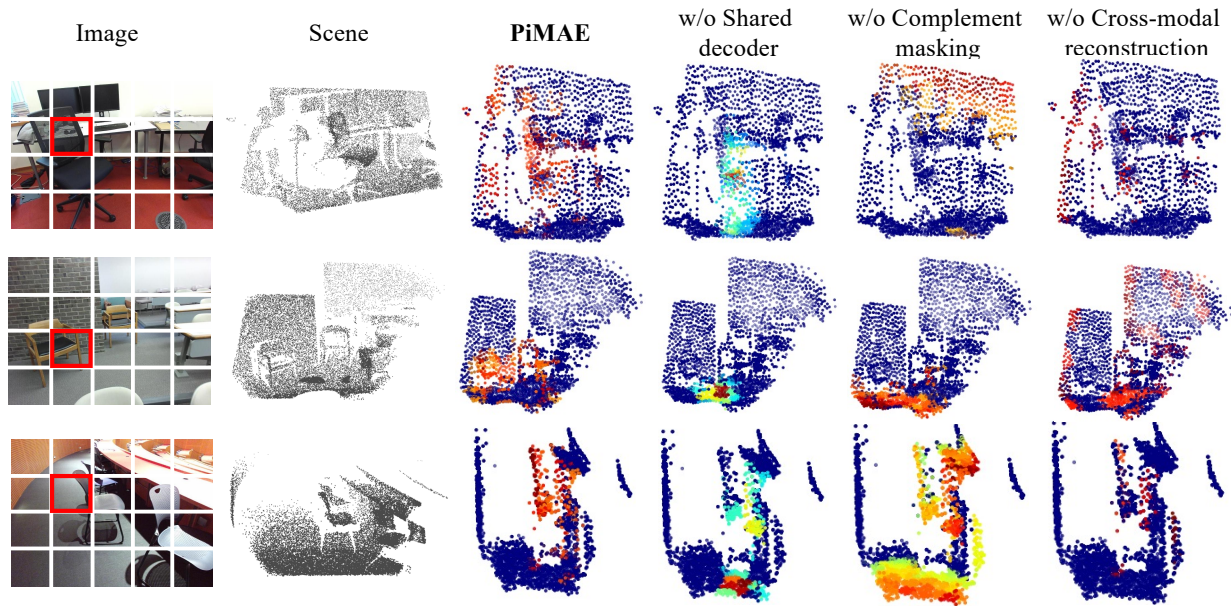 Image
Scene
PiMAE
w/o Shared
decoder
w/o Complement
masking
w/o Cross-modal
reconstruction